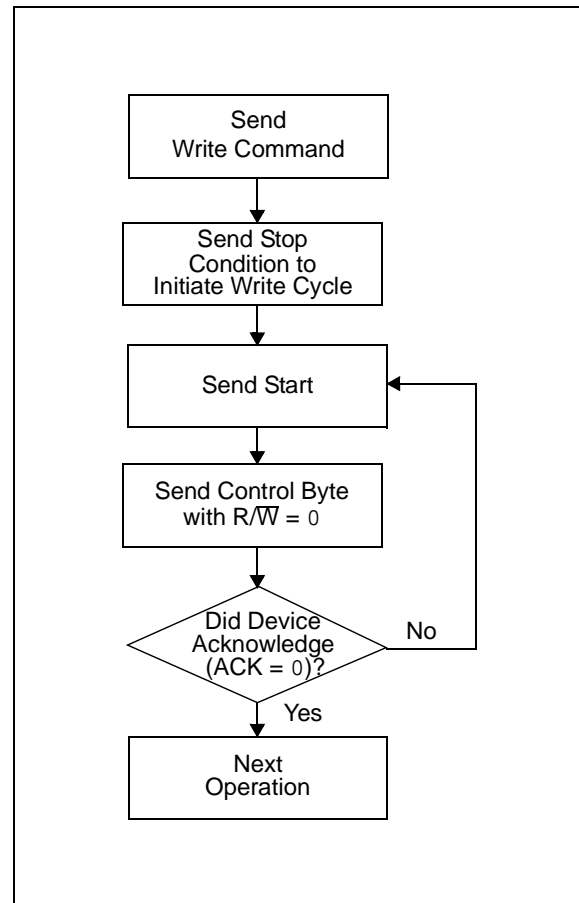 Send
Write Command
Send Stop
Condition to
Initiate Write Cycle
Send Start
Send Control Byte
with R/W̅ = 0
Did Device
Acknowledge
(ACK = 0)?
No
Yes
Next
Operation